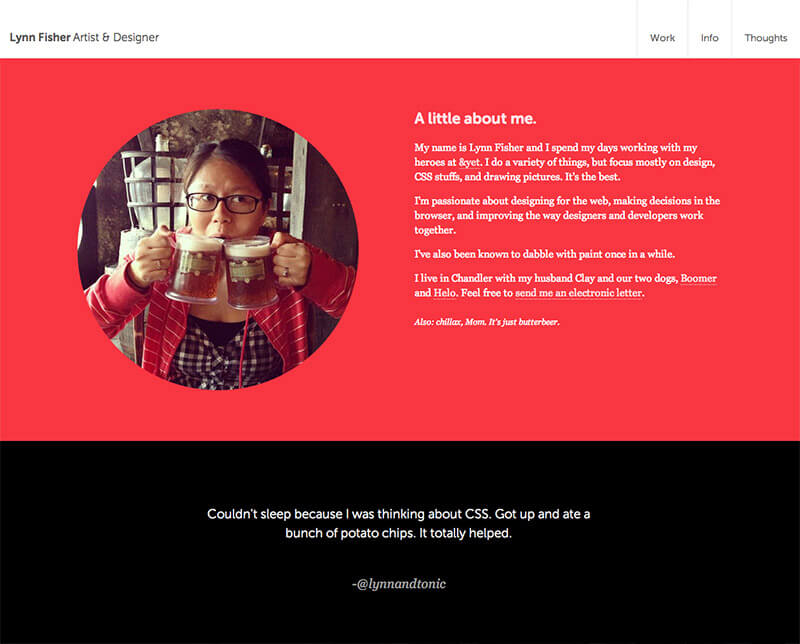 Lynn Fisher Artist & Designer
Work
Info
Thoughts
A little about me.
My name is Lynn Fisher and I spend my days working with my
heroes at &yet. I do a variety of things, but focus mostly on design,
CSS stuffs, and drawing pictures. It's the best.
I'm passionate about designing for the web, making decisions in the
browser, and improving the way designers and developers work
together.
I've also been known to dabble with paint once in a while.
I live in Chandler with my husband Clay and our two dogs, Boomer
and Helo. Feel free to send me an electronic letter.
Also: chillax, Mom. It's just butterbeer.
Couldn't sleep because I was thinking about CSS. Got up and ate a
bunch of potato chips. It totally helped.
-@lynnandtonic